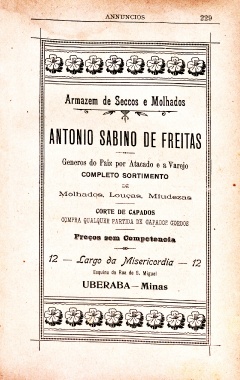 ANNUNCIOS 229
Armazem de Seccos e Molhados
ANTONIO SABINO DE FREITAS
Generos do Paiz por Atacado e a Varejo
COMPLETO SORTIMENTO
DE
Molhados, Louças, Miudezas
CORTE DE CAPADOS
COMPRA QUALQUER PARTIDA DE CAPADOS GORDOS
Preços sem Competencia
12 — Largo da Misericordia — 12
Esquina da Rua de S. Miguel
UBERABA — Minas